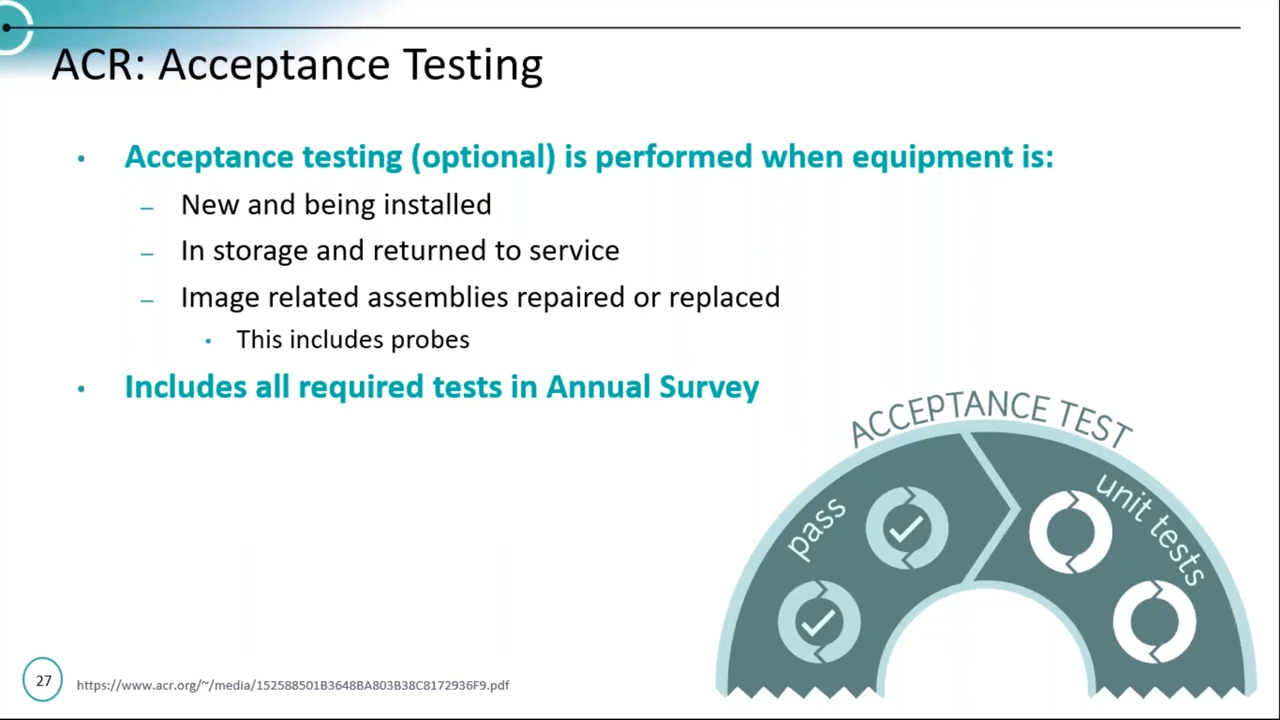 ACR: Acceptance Testing
• Acceptance testing (optional) is performed when equipment is:
– New and being installed
– In storage and returned to service
– Image related assemblies repaired or replaced
• This includes probes
• Includes all required tests in Annual Survey
ACCEPTANCE TEST
pass
unit tests
27
https://www.acr.org/~/media/152588501B3648BA803B38C8172936F9.pdf